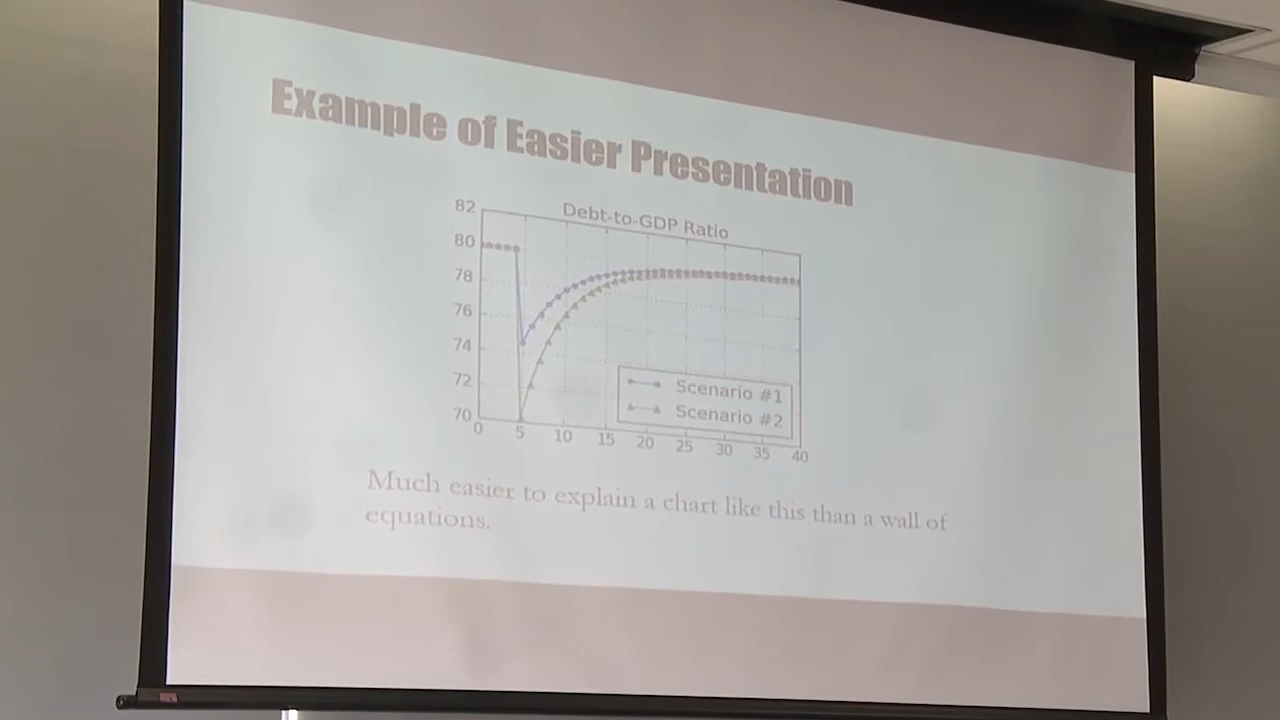 Example of Easier Presentation
Debt-to-GDP Ratio
82
80
78
76
74
72
70
0 5 10 15 20 25 30 35 40
Scenario #1
Scenario #2
Much easier to explain a chart like this than a wall of
equations.